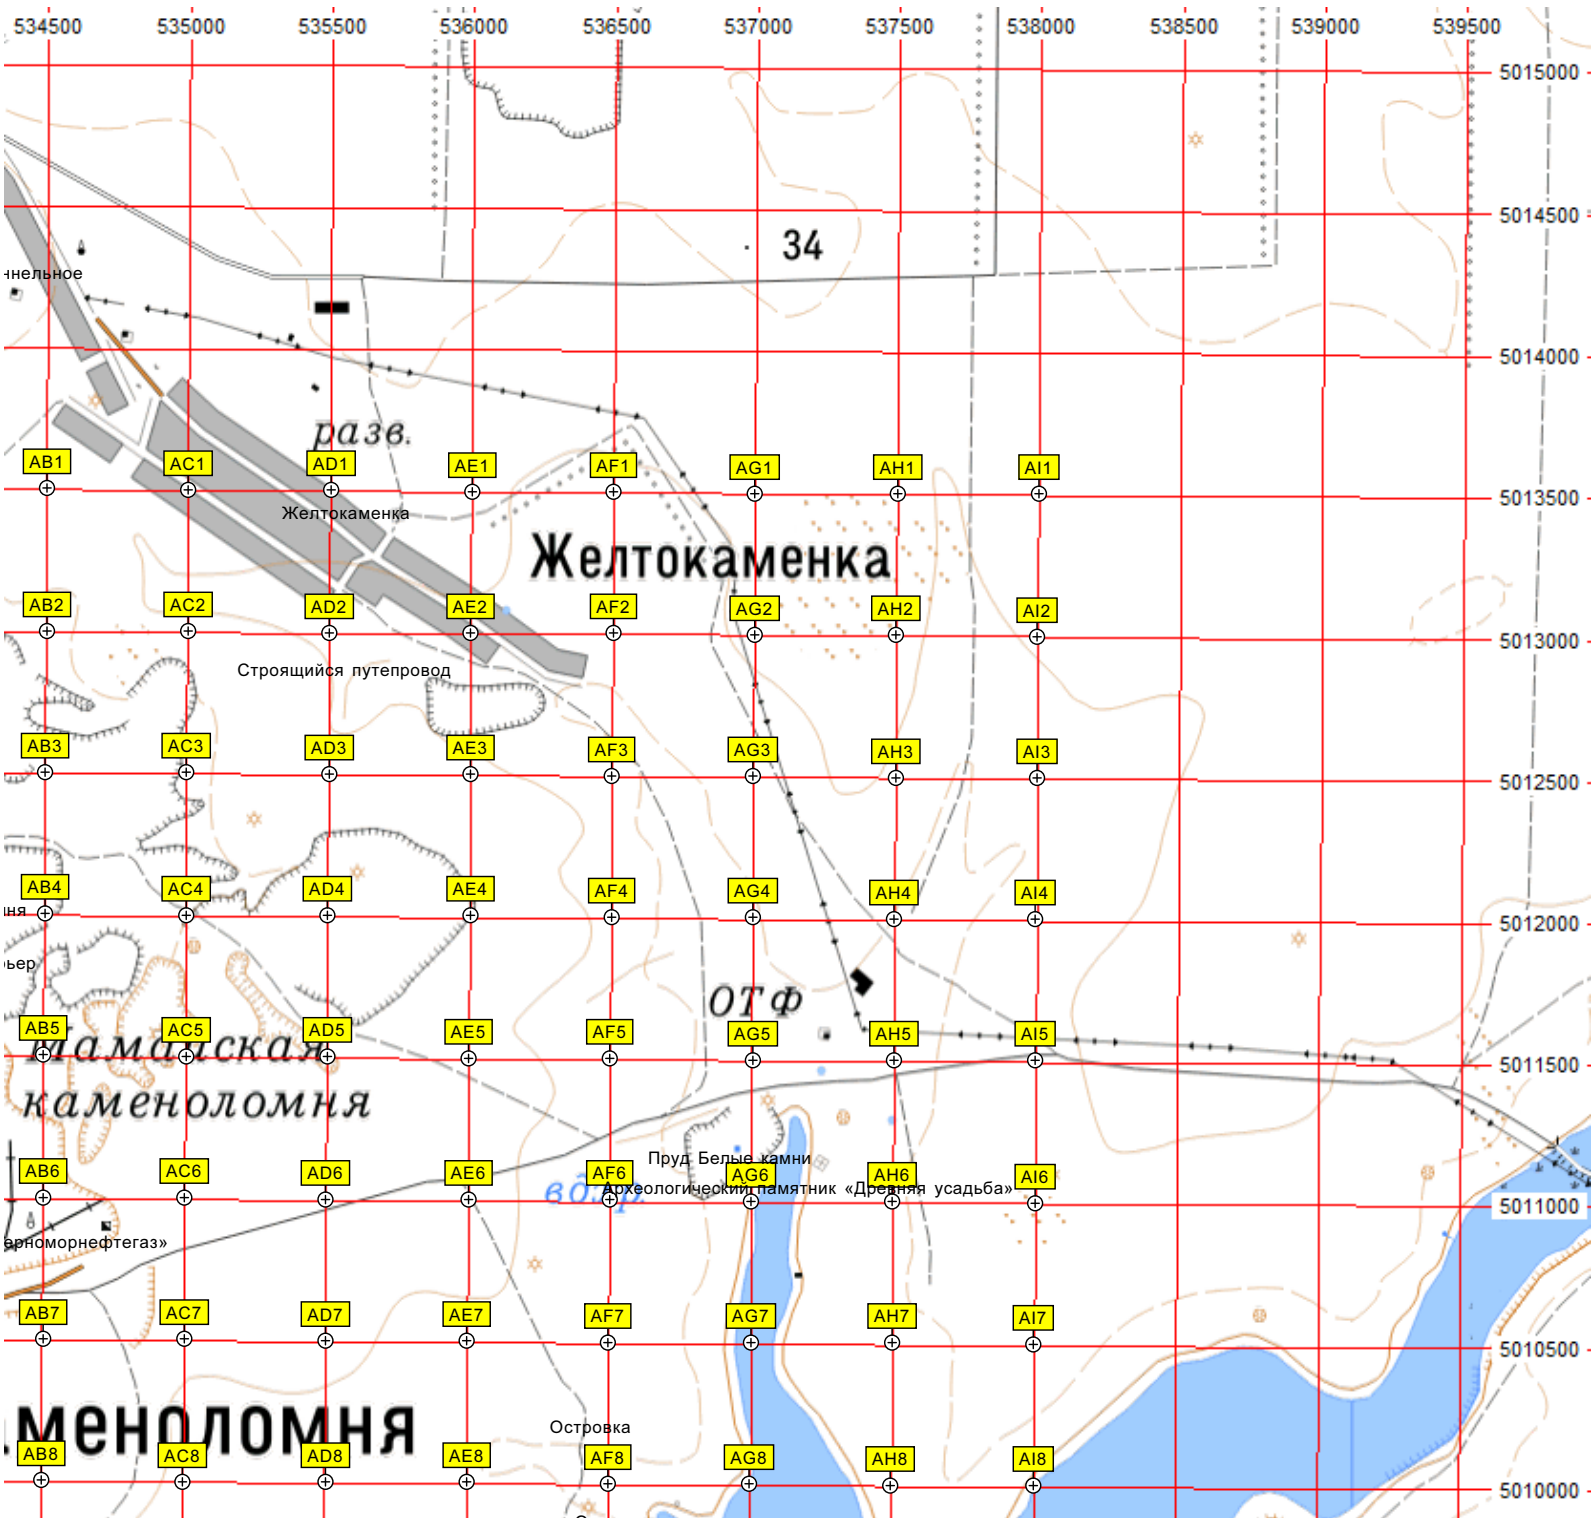 534500 535000 535500 536000 536500 537000 537500 538000 538500 539000 539500
5015000
5014500
34
ннельное
5014000
разв.
AB1 AC1 AD1 AE1 AF1 AG1 AH1 AI1
5013500
Желтокаменка
Желтокаменка
AB2 AC2 AD2 AE2 AF2 AG2 AH2 AI2
5013000
Строящийся путепровод
AB3 AC3 AD3 AE3 AF3 AG3 AH3 AI3
5012500
AB4 AC4 AD4 AE4 AF4 AG4 AH4 AI4
ня
5012000
ьер
ОТФ
AB5 AC5 AD5 AE5 AF5 AG5 AH5 AI5
Мамайская
5011500
каменоломня
Пруд Белые камни
AB6 AC6 AD6 AE6 AF6 AG6 AH6 AI6
Археологический памятник «Древняя усадьба»
5011000
ерноморнефтегаз»
AB7 AC7 AD7 AE7 AF7 AG7 AH7 AI7
5010500
меноломня
Островка
AB8 AC8 AD8 AE8 AF8 AG8 AH8 AI8
5010000